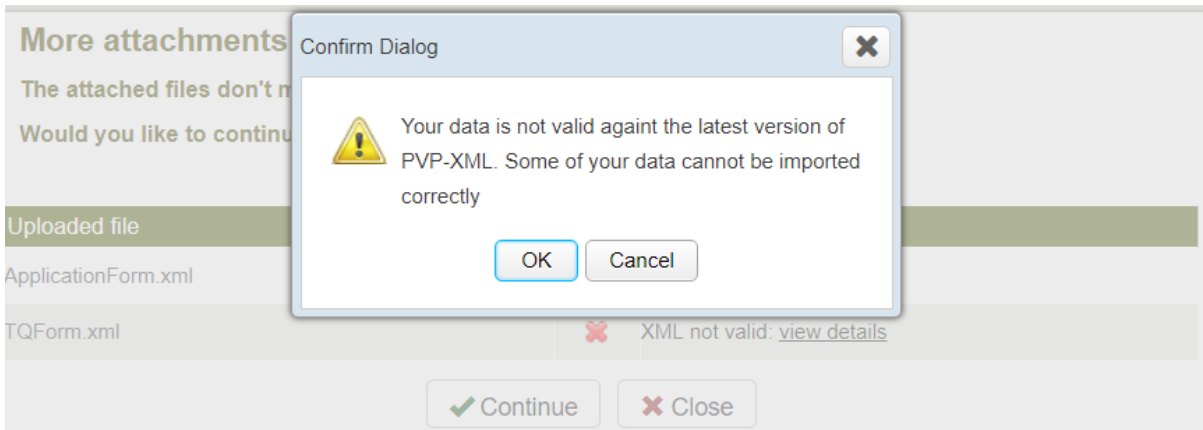 More attachments
Confirm Dialog
The attached files don't
Would you like to continu
Your data is not valid againt the latest version of
PVP-XML. Some of your data cannot be imported
correctly
OK Cancel
Uploaded file
ApplicationForm.xml
TQForm.xml XML not valid: view details
Continue Close